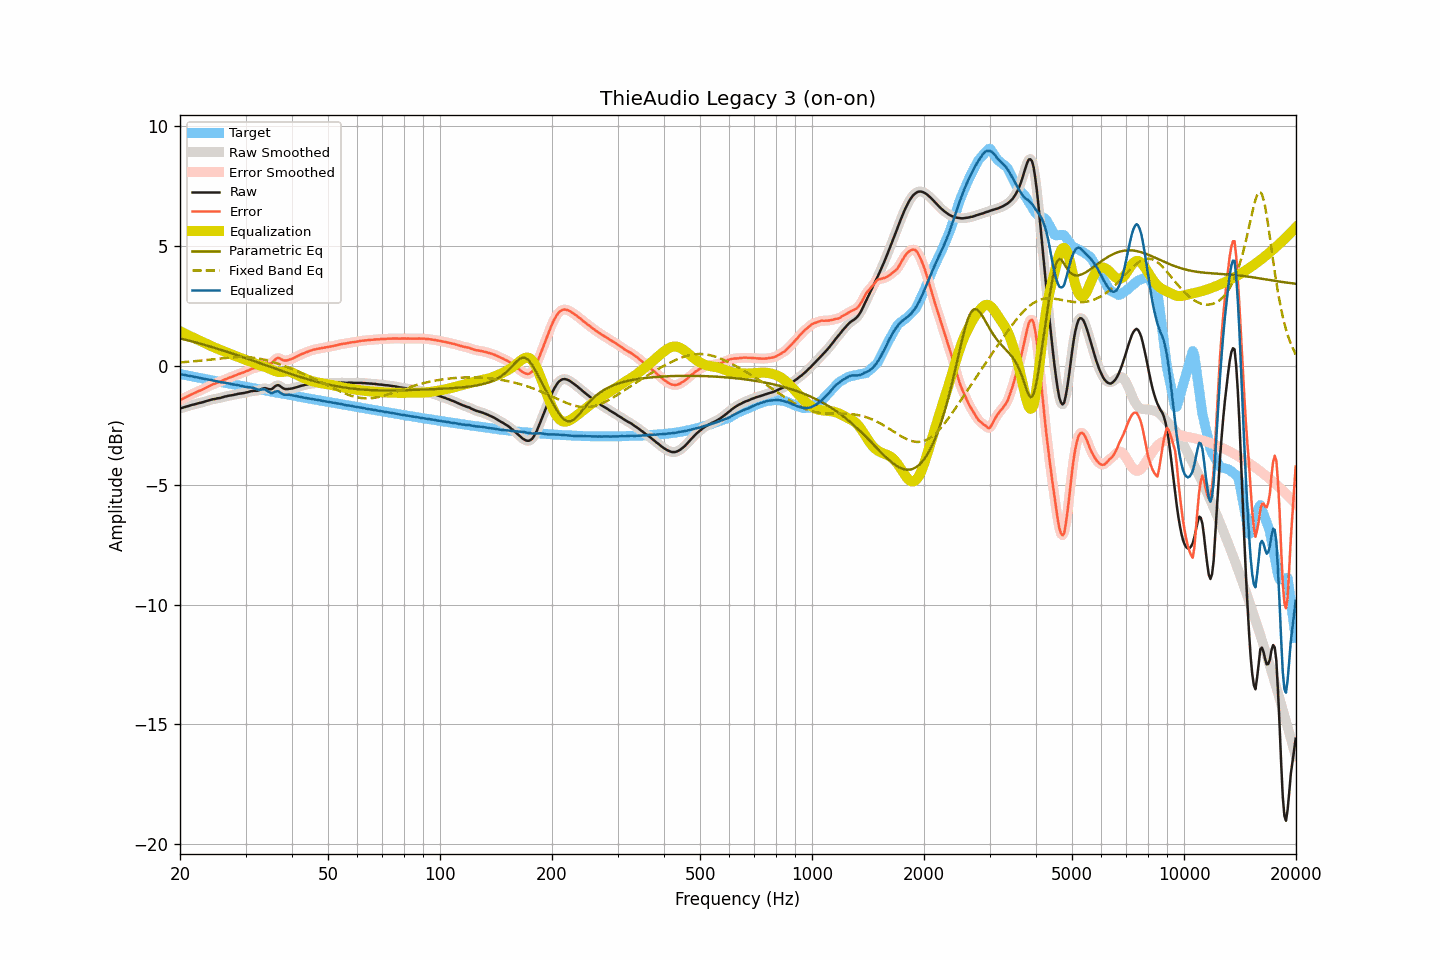 ThieAudio Legacy 3 (on-on)
Target
Raw Smoothed
Error Smoothed
Raw
Error
Equalization
Parametric Eq
Fixed Band Eq
Equalized
10
5
0
−5
−10
−15
−20
Amplitude (dBr)
20
50
100
200
500
1000
2000
5000
10000
20000
Frequency (Hz)